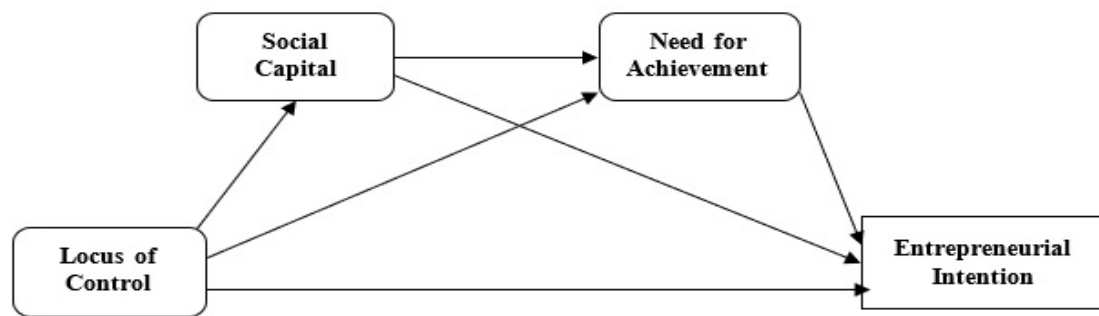 Social
Capital
Need for
Achievement
Locus of
Control
Entrepreneurial
Intention